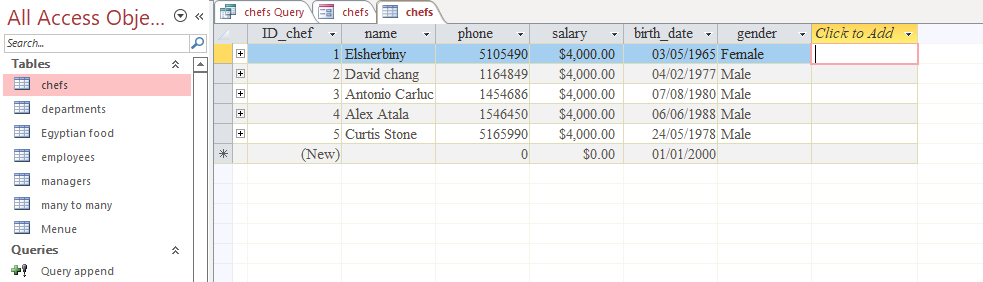 All Access Obje...
Search...
Tables
chefs
departments
Egyptian food
employees
managers
many to many
Menue
Queries
Query append
chefs Query chefs chefs
ID_chef name phone salary birth_date gender Click to Add
1 Elsherbiny 5105490 $4,000.00 03/05/1965 Female
2 David chang 1164849 $4,000.00 04/02/1977 Male
3 Antonio Carluc 1454686 $4,000.00 07/08/1980 Male
4 Alex Atala 1546450 $4,000.00 06/06/1988 Male
5 Curtis Stone 5165990 $4,000.00 24/05/1978 Male
(New) 0 $0.00 01/01/2000